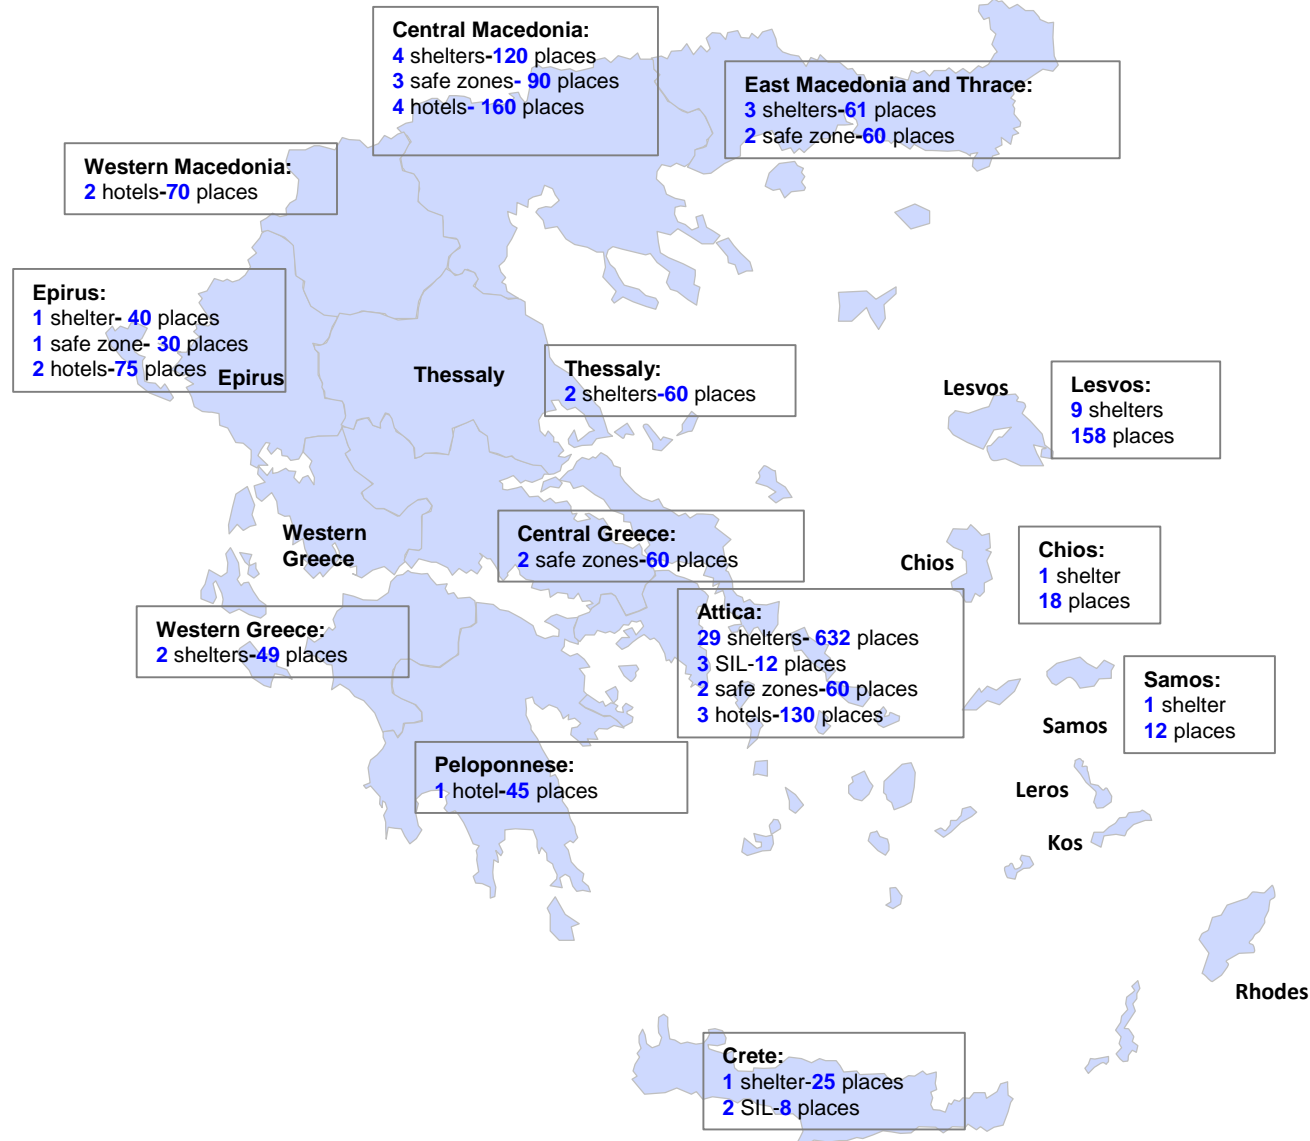 Central Macedonia:
4 shelters-120 places
3 safe zones- 90 places
4 hotels- 160 places
East Macedonia and Thrace:
3 shelters-61 places
2 safe zone-60 places
Western Macedonia:
2 hotels-70 places
Epirus:
1 shelter- 40 places
1 safe zone- 30 places
2 hotels-75 places
Epirus
Thessaly
Thessaly:
2 shelters-60 places
Lesvos
Lesvos:
9 shelters
158 places
Western
Greece
Central Greece:
2 safe zones-60 places
Chios
Chios:
1 shelter
18 places
Western Greece:
2 shelters-49 places
Attica:
29 shelters- 632 places
3 SIL-12 places
2 safe zones-60 places
3 hotels-130 places
Samos
Samos:
1 shelter
12 places
Peloponnese:
1 hotel-45 places
Leros
Kos
Rhodes
Crete:
1 shelter-25 places
2 SIL-8 places